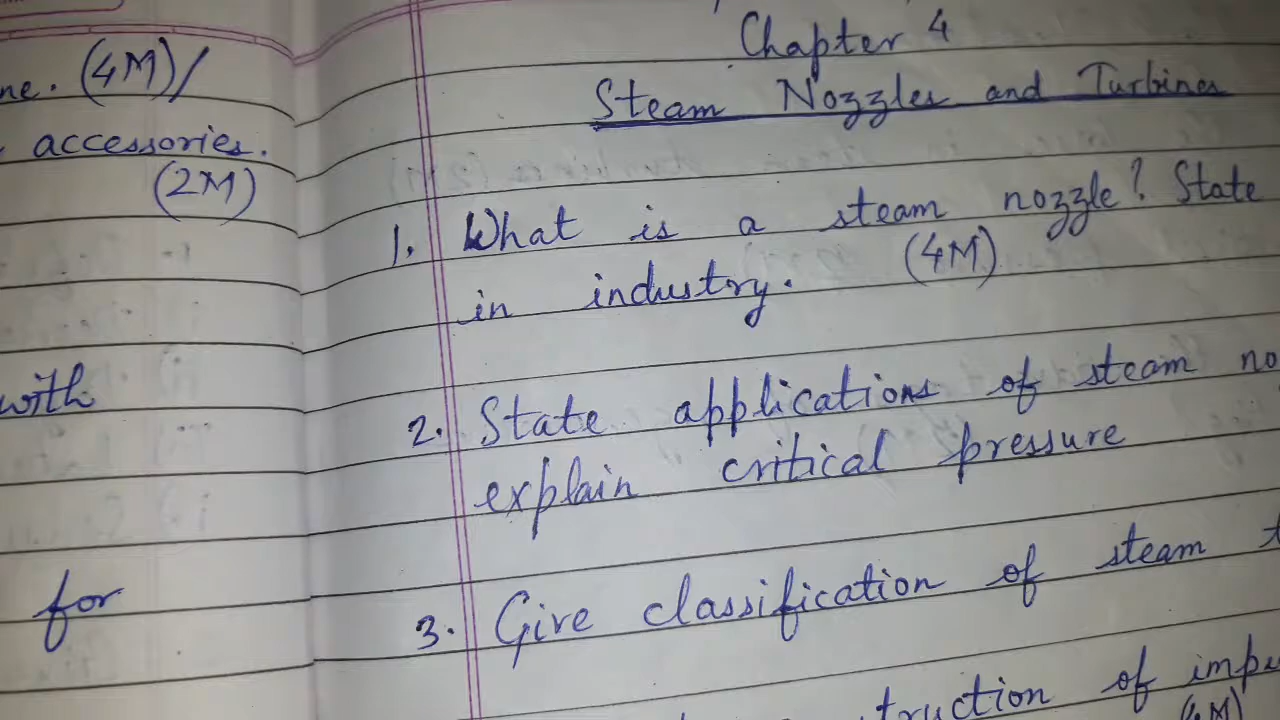 ne. (4M)/
accessories.
(2M)
with
for
Chapter 4
Steam Nozzles and Turbines
1. What is a steam nozzle? State
in industry. (4M)
2. State applications of steam no
explain critical pressure
3. Give classification of steam t
truction of impu
(4M)